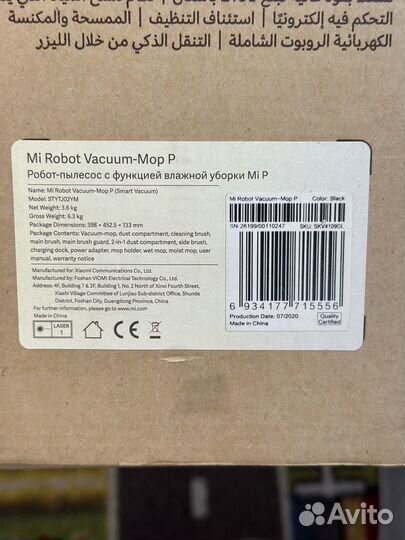 التحكم فيه إلكترونيًا | استئناف التنظيف | الممسحة والمكنسة
الكهربائية الروبوت الشاملة | التنقل الذكي من خلال الليزر
Mi Robot Vacuum-Mop P
Робот-пылесос с функцией влажной уборки Mi P
Name: Mi Robot Vacuum-Mop P (Smart Vacuum)
Model: STYTJ02YM
Net Weight: 3.6 kg
Gross Weight: 6.3 kg
Package Dimensions: 398 × 452.5 × 133 mm
Package Contents: Vacuum-mop, dust compartment, cleaning brush,
main brush, main brush guard, 2-in-1 dust compartment, side brush,
charging dock, power adapter, mop holder, wet mop, moist mop, user
manual, warranty notice
Manufactured for: Xiaomi Communications Co., Ltd.
Manufactured by: Foshan VIOMI Electrical Technology Co., Ltd.
Address: 4F, Building 7 & 2F. Building 1, No. 2 North of Xinxi Fourth Street,
Xiashi Village Committee of Lunjiao Sub-district Office, Shunde
District, Foshan City, Guangdong Province, China
For further information, please go to www.mi.com
Made in China
LASER
1
CE
EAC
Mi Robot Vacuum-Mop P Color: Black
SN: 26199/00110247 SKU: SKV4109GL
6 934177 715556
Production Date: 07/2020
Made in China
Quality
Certified
Avito